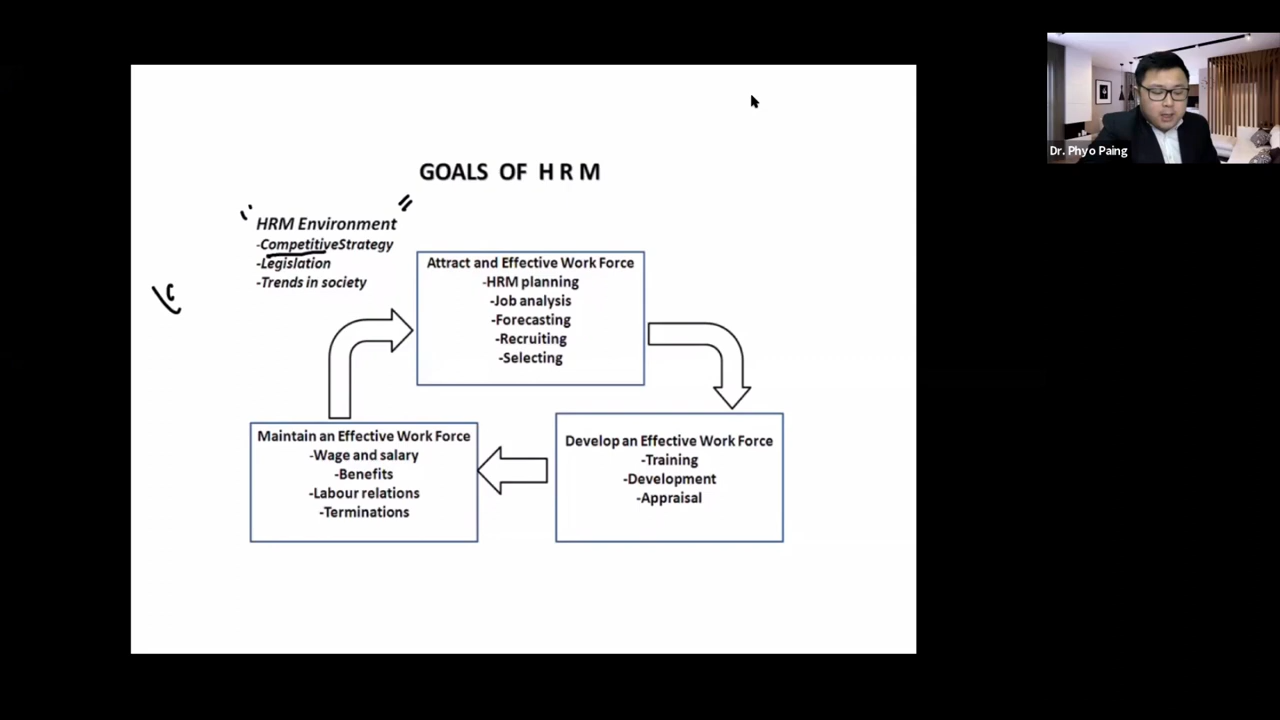 GOALS OF H R M
HRM Environment
-CompetitiveStrategy
-Legislation
-Trends in society
Attract and Effective Work Force
-HRM planning
-Job analysis
-Forecasting
-Recruiting
-Selecting
Maintain an Effective Work Force
-Wage and salary
-Benefits
-Labour relations
-Terminations
Develop an Effective Work Force
-Training
-Development
-Appraisal
Dr. Phyo Paing